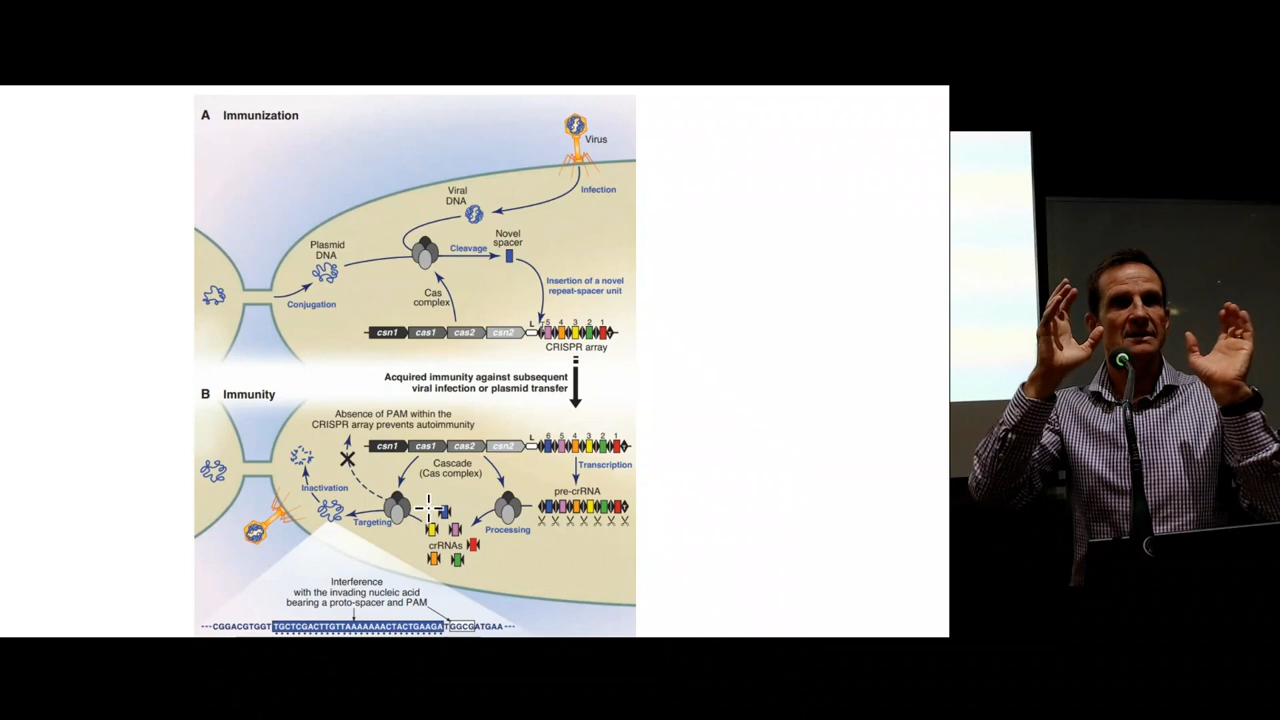 A Immunization
Virus
Infection
Viral
DNA
Novel
spacer
Cleavage
Plasmid
DNA
Insertion of a novel
repeat-spacer unit
Conjugation
Cas
complex
L 5 4 3 2 1
csn1 cas1 cas2 csn2
CRISPR array
Acquired immunity against subsequent
viral infection or plasmid transfer
B Immunity
Absence of PAM within the
CRISPR array prevents autoimmunity
L 6 5 4 3 2 1
csn1 cas1 cas2 csn2
Cascade
(Cas complex)
Transcription
Inactivation
pre-crRNA
Targeting
Processing
crRNAs
Interference
with the invading nucleic acid
bearing a proto-spacer and PAM
---CGGACGTGGTTGCTCGACTTGTTAAAAAAACTACTGAAGATGGCGATGAA---